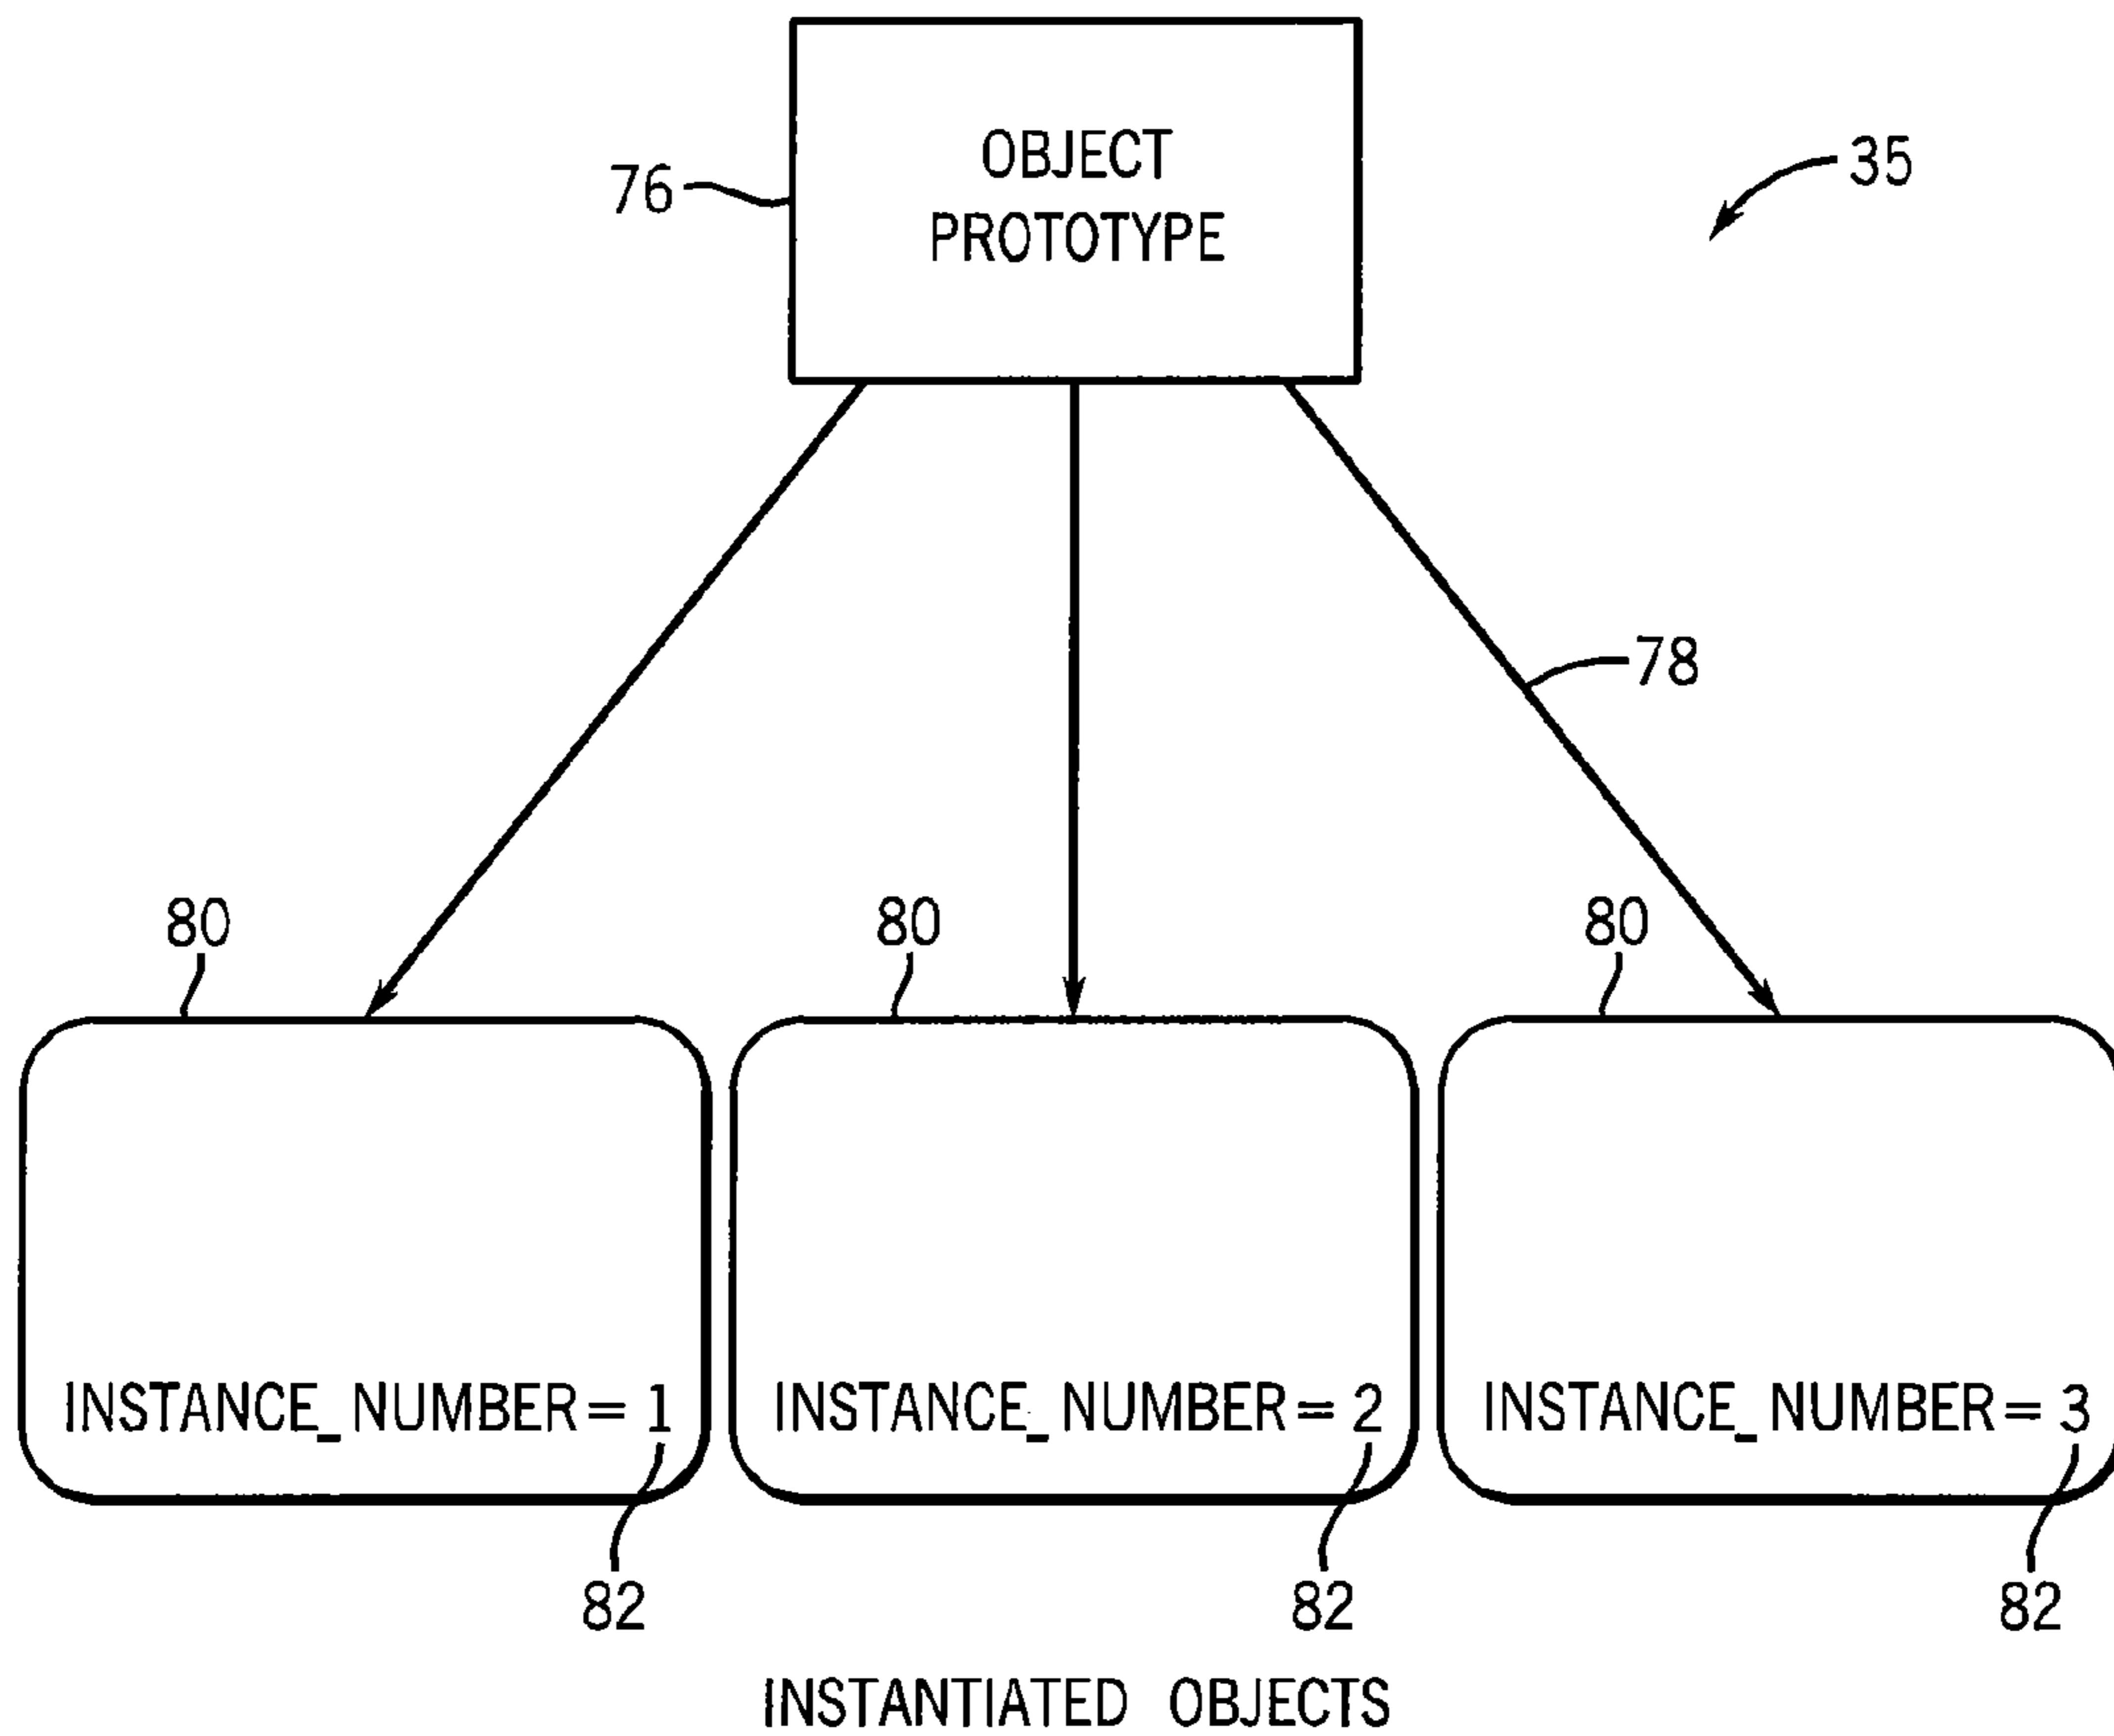 OBJECT
PROTOTYPE
76
35
78
80
80
80
INSTANCE_NUMBER= 1
INSTANCE_NUMBER= 2
INSTANCE_NUMBER= 3
82
82
82
INSTANTIATED OBJECTS